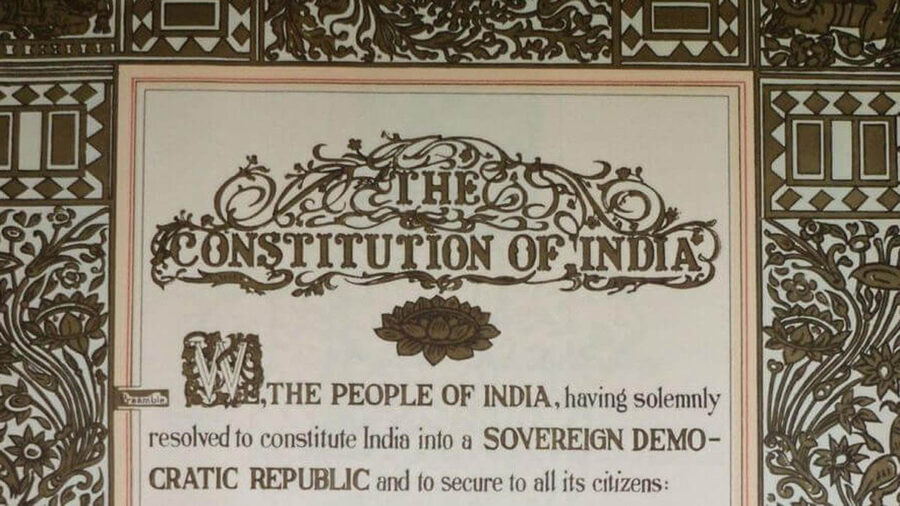 THE
CONSTITUTION OF INDIA
Preamble
WE, THE PEOPLE OF INDIA, having solemnly
resolved to constitute India into a SOVEREIGN DEMO-
CRATIC REPUBLIC and to secure to all its citizens: